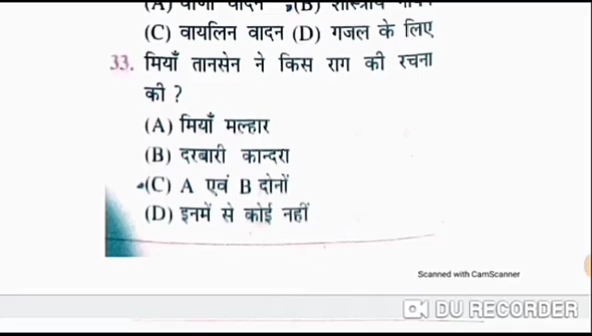 (C) वायलिन वादन (D) गजल के लिए
33. मियाँ तानसेन ने किस राग की रचना
की ?
(A) मियाँ मल्हार
(B) दरबारी कान्दरा
(C) A एवं B दोनों
(D) इनमें से कोई नहीं
Scanned with CamScanner
DU RECORDER